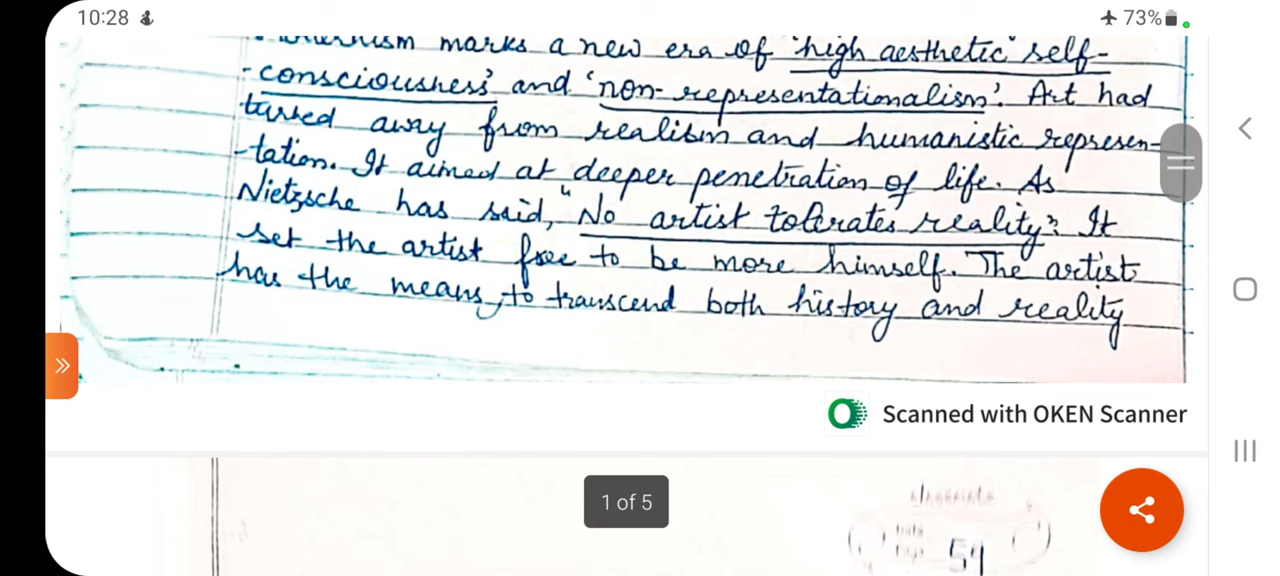 10:28
73%
marks a new era of "high aesthetic" self-
-consciousness' and 'non-representationalism'. Art had
turned away from realism and humanistic represen-
-tation. It aimed at deeper penetration of life. As
Nietzsche has said, "No artist tolerates reality". It
set the artist free to be more himself. The artist
has the means, to transcend both history and reality
Scanned with OKEN Scanner
1 of 5
59